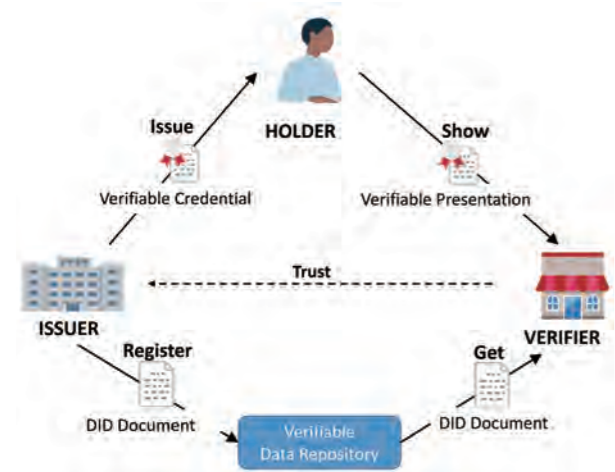 Issue
HOLDER
Show
Verifiable Credential
Verifiable Presentation
Trust
ISSUER
VERIFIER
Register
Get
DID Document
DID Document
Verifiable
Data Repository